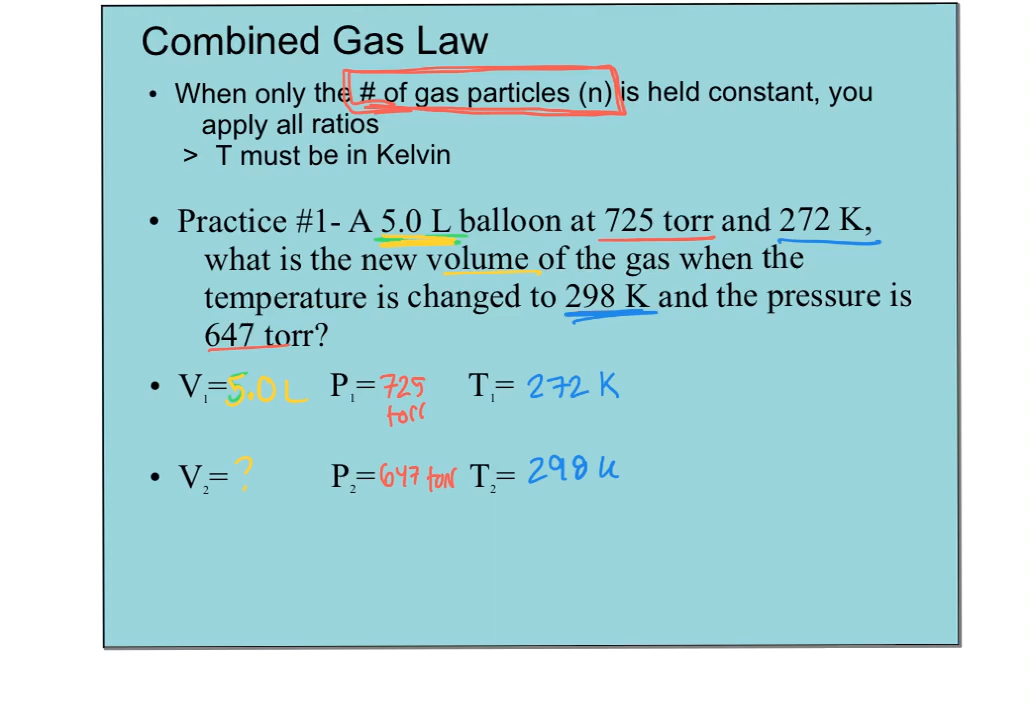 Combined Gas Law
• When only the # of gas particles (n) is held constant, you
apply all ratios
> T must be in Kelvin
• Practice #1- A 5.0 L balloon at 725 torr and 272 K,
what is the new volume of the gas when the
temperature is changed to 298 K and the pressure is
647 torr?
• V₁= 5.0 L P₁= 725 torr T₁= 272 K
• V₂= ? P₂= 647 torr T₂= 298 K